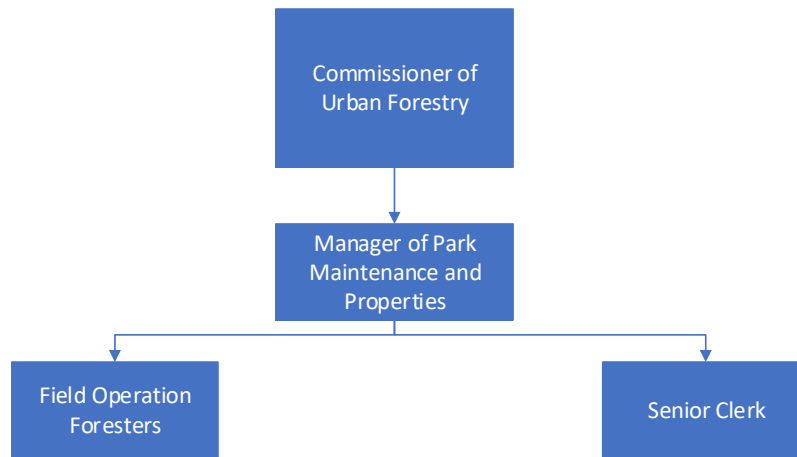 Commissioner of
Urban Forestry
Manager of Park
Maintenance and
Properties
Field Operation
Foresters
Senior Clerk